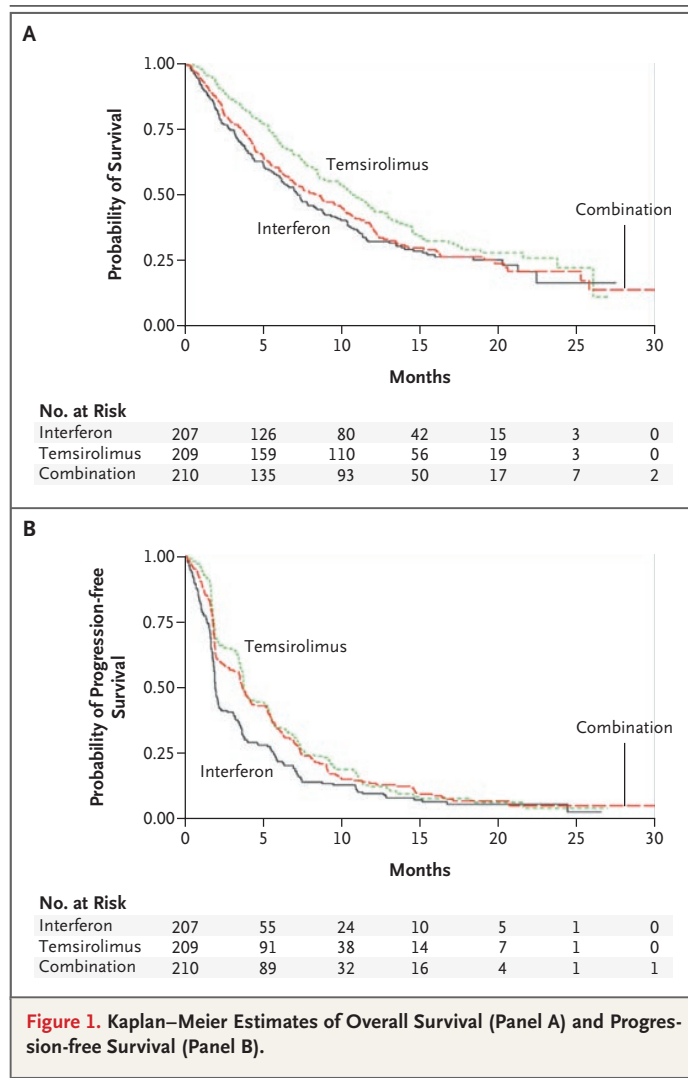 A
1.00
0.75
0.50
0.25
0.00
Probability of Survival
Temsirolimus
Interferon
Combination
0 5 10 15 20 25 30
Months
No. at Risk
Interferon 207 126 80 42 15 3 0
Temsirolimus 209 159 110 56 19 3 0
Combination 210 135 93 50 17 7 2
B
1.00
0.75
0.50
0.25
0.00
Probability of Progression-free
Survival
Temsirolimus
Interferon
Combination
0 5 10 15 20 25 30
Months
No. at Risk
Interferon 207 55 24 10 5 1 0
Temsirolimus 209 91 38 14 7 1 0
Combination 210 89 32 16 4 1 1
Figure 1. Kaplan–Meier Estimates of Overall Survival (Panel A) and Progres-
sion-free Survival (Panel B).